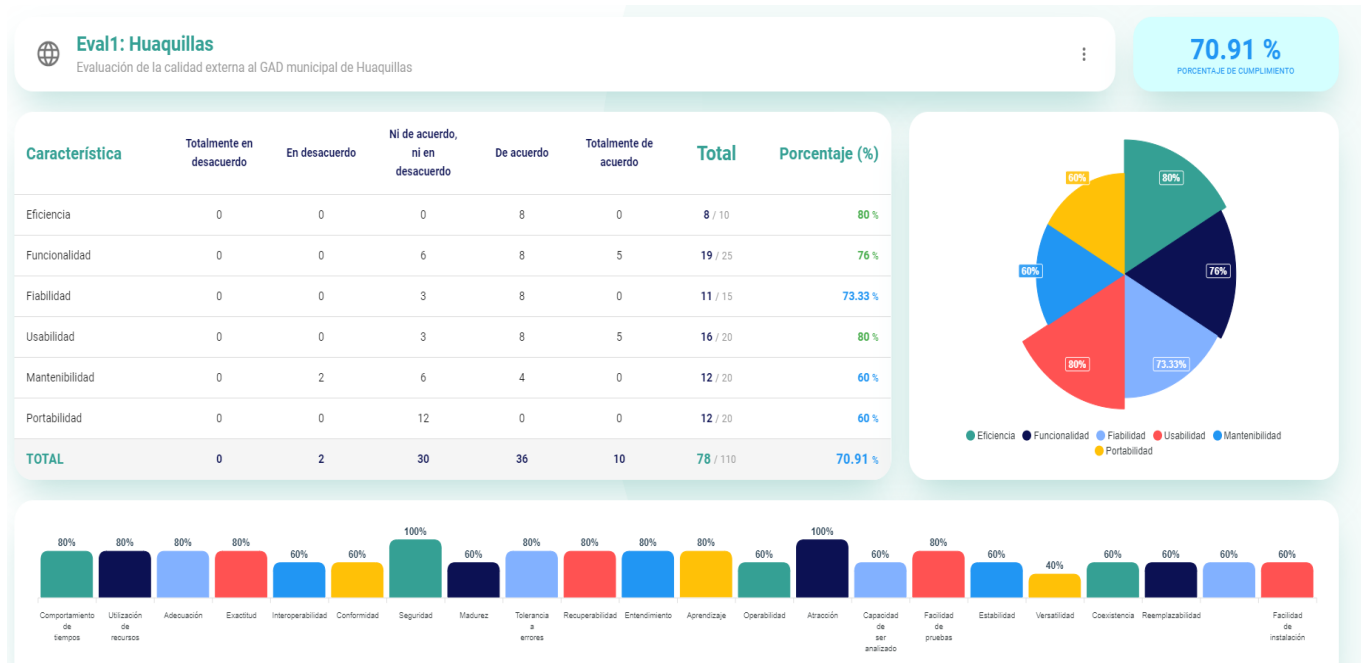 Eval1: Huaquillas
Evaluación de la calidad externa al GAD municipal de Huaquillas
70.91 %
PORCENTAJE DE CUMPLIMIENTO
Característica Totalmente en desacuerdo En desacuerdo Ni de acuerdo, ni en desacuerdo De acuerdo Totalmente de acuerdo Total Porcentaje (%)
Eficiencia 0 0 0 8 0 8 / 10 80 %
Funcionalidad 0 0 6 8 5 19 / 25 76 %
Fiabilidad 0 0 3 8 0 11 / 15 73.33 %
Usabilidad 0 0 3 8 5 16 / 20 80 %
Mantenibilidad 0 2 6 4 0 12 / 20 60 %
Portabilidad 0 0 12 0 0 12 / 20 60 %
TOTAL 0 2 30 36 10 78 / 110 70.91 %
60% 80%
60% 76%
80% 73.33%
Eficiencia Funcionalidad Fiabilidad Usabilidad Mantenibilidad
Portabilidad
80% 80% 80% 80% 60% 60% 100% 60% 80% 80% 80% 80% 60% 100% 60% 80% 60% 40% 60% 60% 60% 60%
Comportamiento de tiempos Utilización de recursos Adecuación Exactitud Interoperabilidad Conformidad Seguridad Madurez Tolerancia a errores Recuperabilidad Entendimiento Aprendizaje Operabilidad Atracción Capacidad de ser analizado Facilidad de pruebas Estabilidad Versatilidad Coexistencia Reemplazabilidad Facilidad de instalación